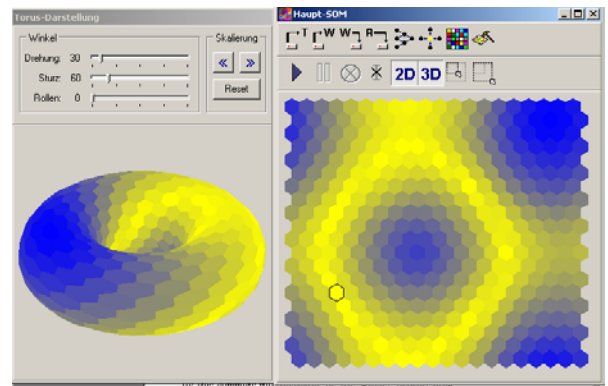 Torus-Darstellung
Winkel
Drehung: 30
Sturz: 60
Rollen: 0
Skalierung
« »
Reset
Haupt-SOM
T W W R
2D 3D